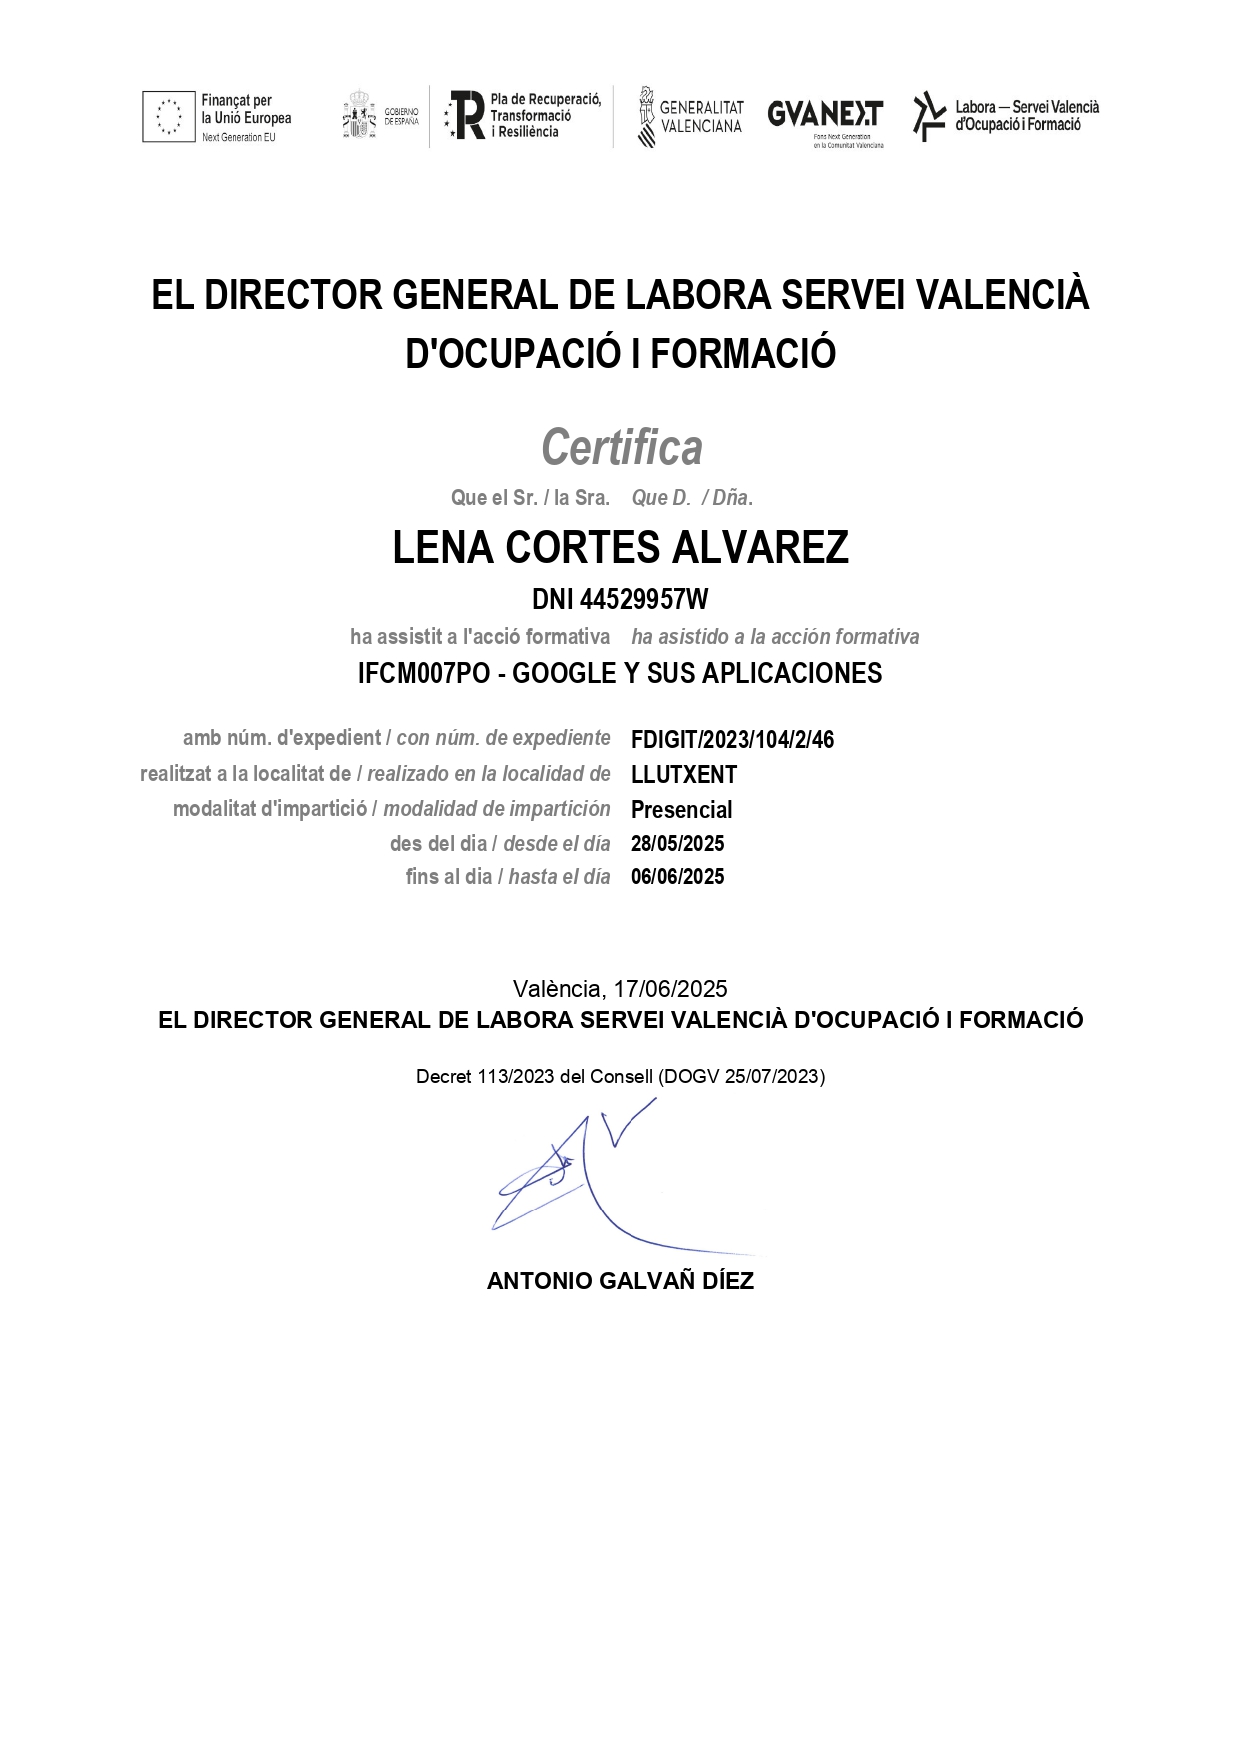 Finançat per
la Unió Europea
Next Generation EU
GOBIERNO
DE ESPAÑA
Pla de Recuperació,
Transformació
i Resiliència
GENERALITAT
VALENCIANA
GVANEXT
Fons Next Generation
en la Comunitat Valenciana
Labora — Servei Valencià
d'Ocupació i Formació
EL DIRECTOR GENERAL DE LABORA SERVEI VALENCIÀ
D'OCUPACIÓ I FORMACIÓ
Certifica
Que el Sr. / la Sra. Que D. / Dña.
LENA CORTES ALVAREZ
DNI 44529957W
ha assistit a l'acció formativa ha asistido a la acción formativa
IFCM007PO - GOOGLE Y SUS APLICACIONES
amb núm. d'expedient / con núm. de expediente FDIGIT/2023/104/2/46
realitzat a la localitat de / realizado en la localidad de LLUTXENT
modalitat d'impartició / modalidad de impartición Presencial
des del dia / desde el día 28/05/2025
fins al dia / hasta el día 06/06/2025
València, 17/06/2025
EL DIRECTOR GENERAL DE LABORA SERVEI VALENCIÀ D'OCUPACIÓ I FORMACIÓ
Decret 113/2023 del Consell (DOGV 25/07/2023)
ANTONIO GALVAÑ DÍEZ